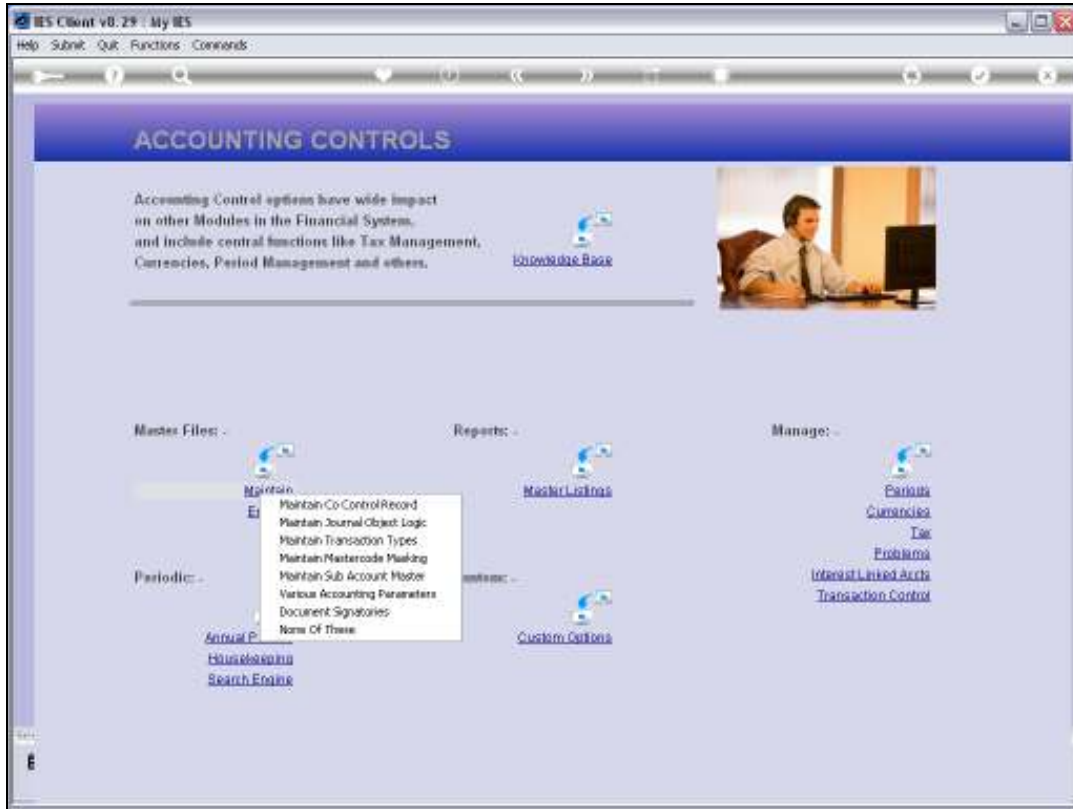 IES Client v8.29 : My IES
Help Submit Quit Functions Commands
ACCOUNTING CONTROLS
Accounting Control options have wide impact
on other Modules in the Financial System,
and include central functions like Tax Management,
Currencies, Period Management and others.
Knowledge Base
Master Files: -
Reports: -
Manage: -
Maintain
Master Listings
Periods
Currencies
Tax
Problems
Interest Linked Accts
Transaction Control
Maintain Co Control Record
Maintain Journal Object Logic
Maintain Transaction Types
Maintain Mastercode Masking
Maintain Sub Account Master
Various Accounting Parameters
Document Signatories
None Of These
Periodic: -
Annual P
Housekeeping
Search Engine
Custom Options